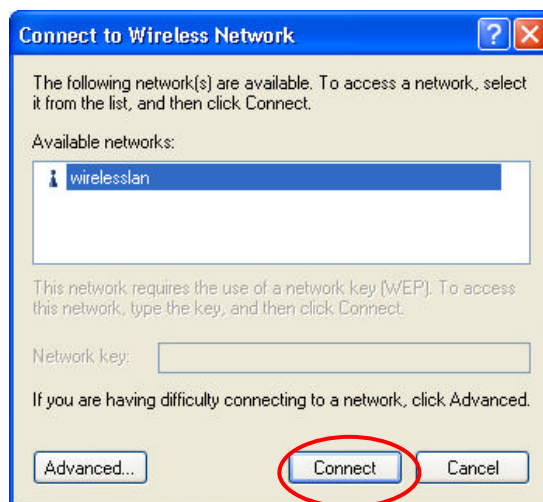 Connect to Wireless Network
The following network(s) are available. To access a network, select
it from the list, and then click Connect.
Available networks:
wirelesslan
This network requires the use of a network key (WEP). To access
this network, type the key, and then click Connect.
Network key:
If you are having difficulty connecting to a network, click Advanced.
Advanced... Connect Cancel